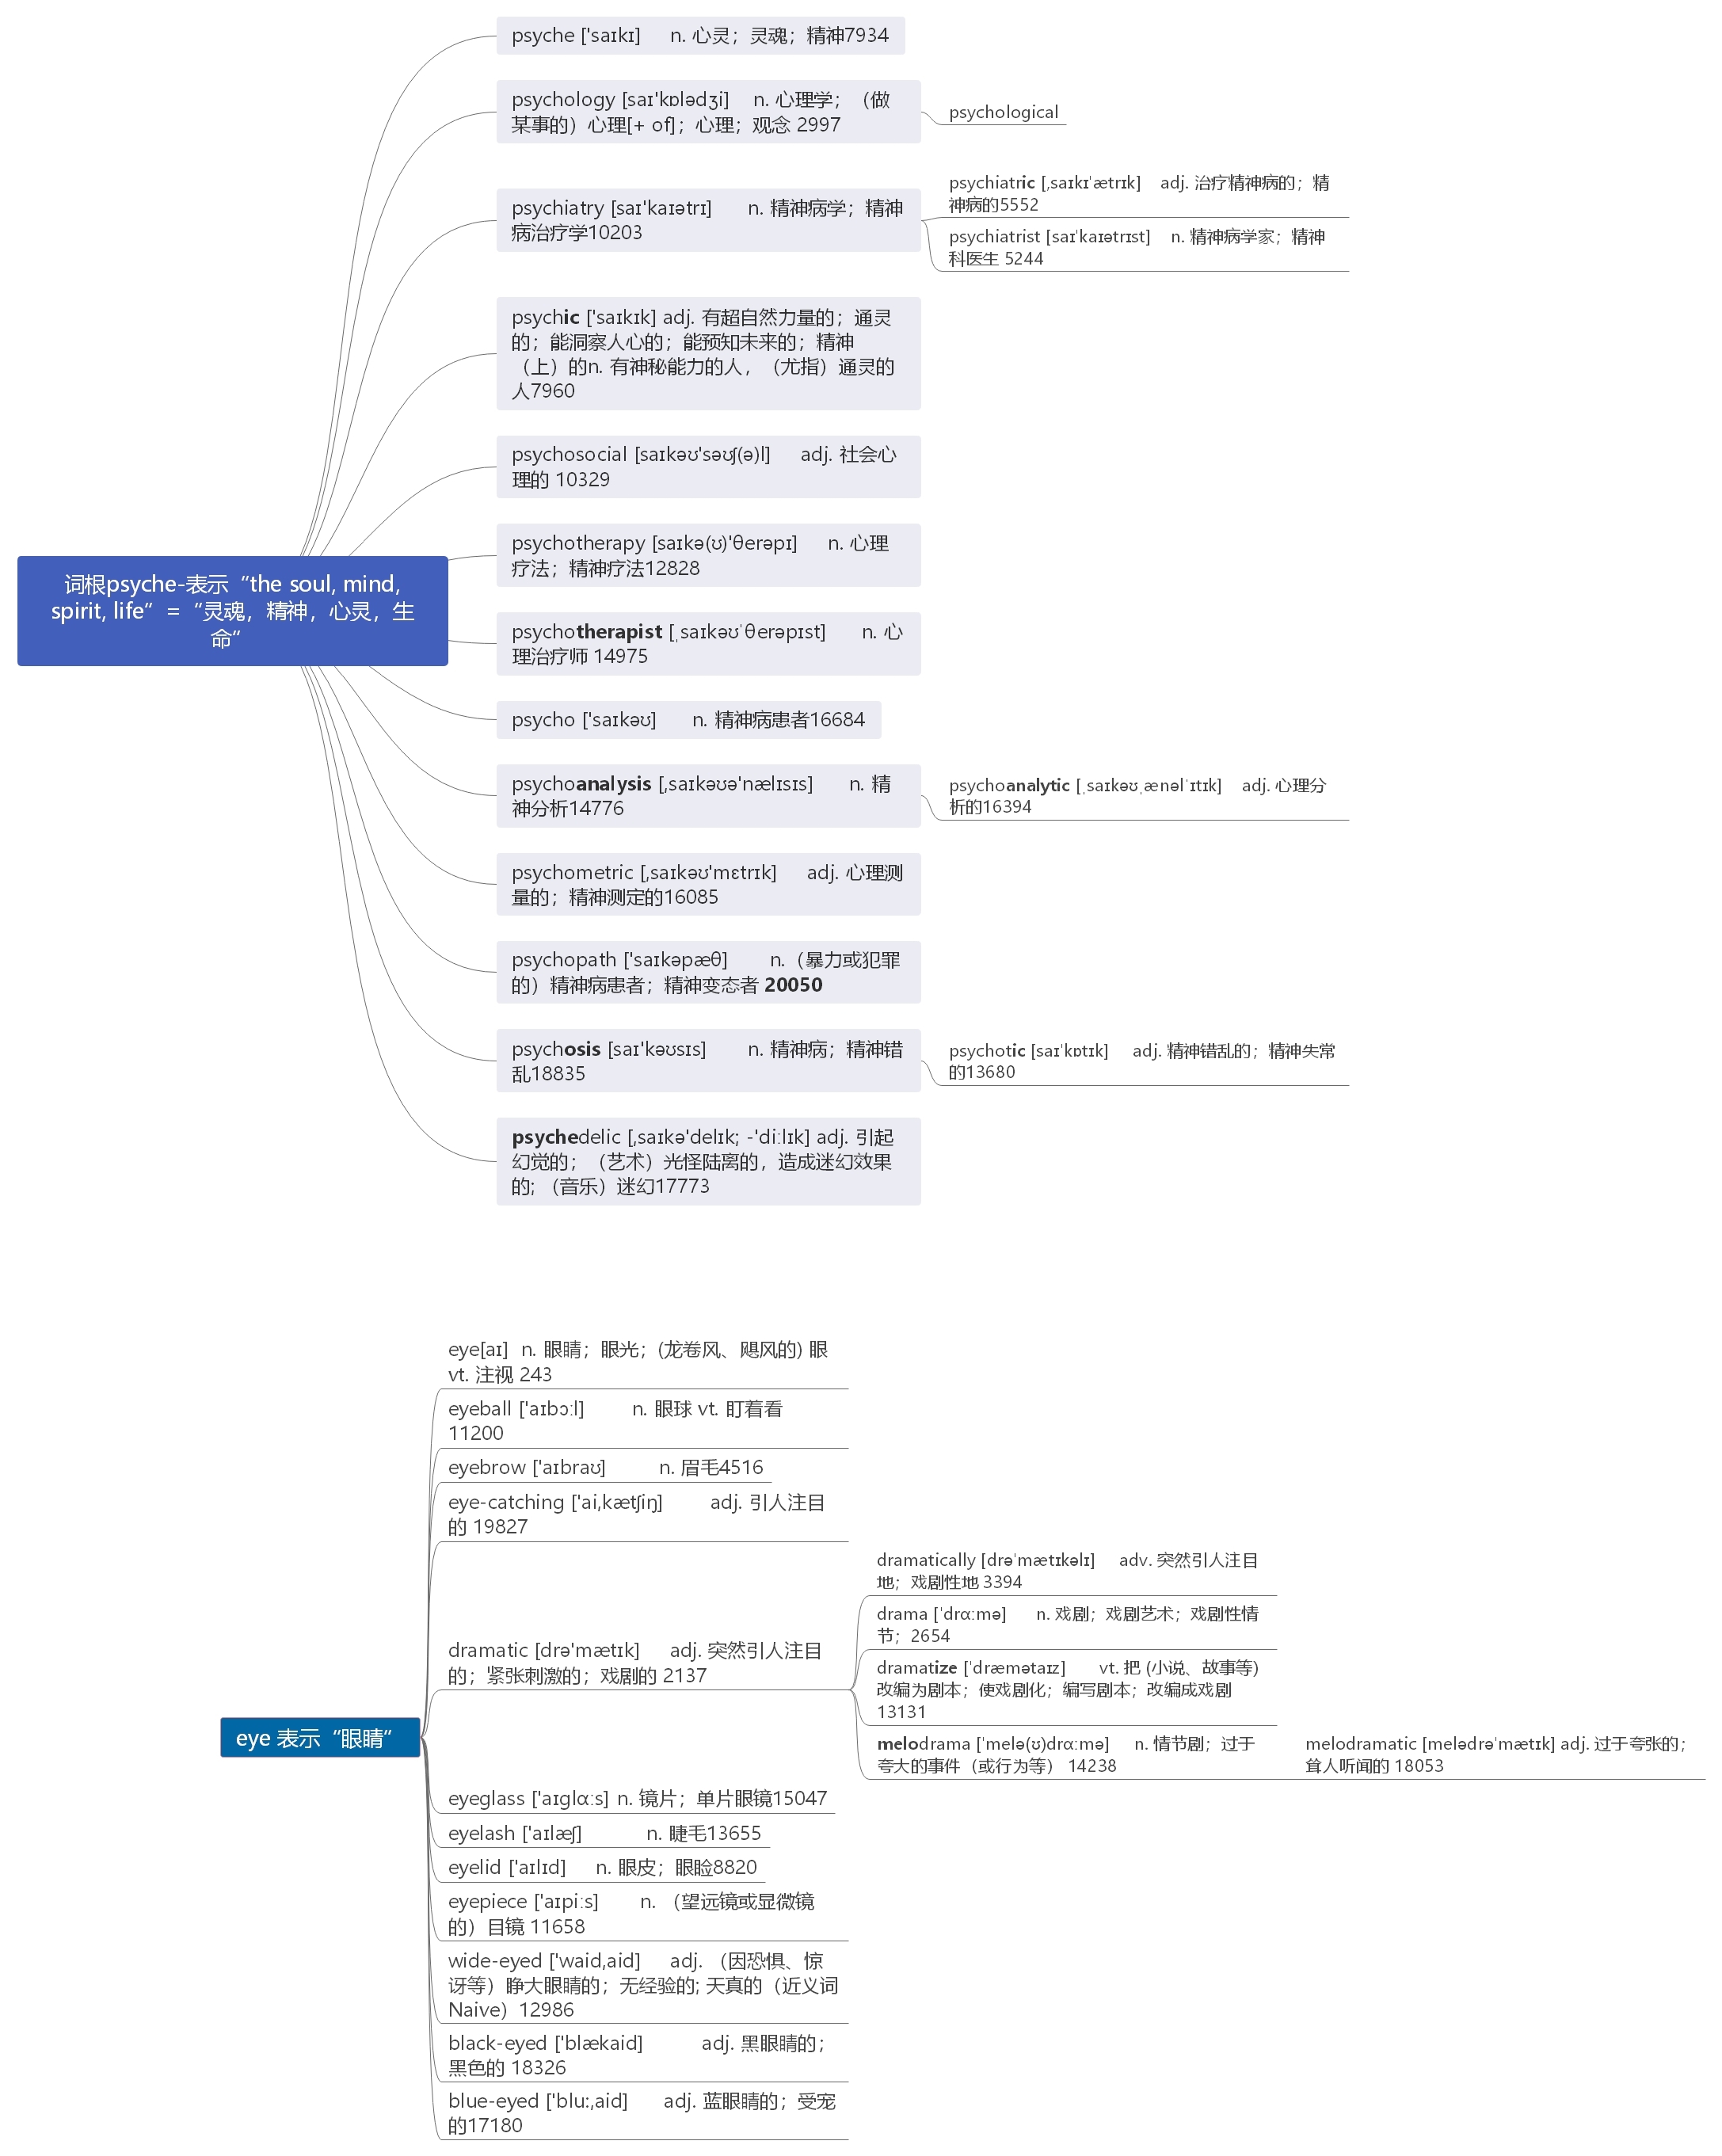 psyche ['saɪkɪ] n. 心灵；灵魂；精神7934
psychology [saɪ'kɒlədʒi] n. 心理学；（做
某事的）心理[+ of]；心理；观念 2997
psychological
psychiatry [saɪ'kaɪətrɪ] n. 精神病学；精神
病治疗学10203
psychiatric [,saɪkɪˈætrɪk] adj. 治疗精神病的；精
神病的5552
psychiatrist [saɪˈkaɪətrɪst] n. 精神病学家；精神
科医生 5244
psychic ['saɪkɪk] adj. 有超自然力量的；通灵
的；能洞察人心的；能预知未来的；精神
（上）的n. 有神秘能力的人，（尤指）通灵的
人7960
psychosocial [saɪkəʊ'səʊʃ(ə)l] adj. 社会心
理的 10329
词根psyche-表示“the soul, mind,
spirit, life”=“灵魂，精神，心灵，生
命”
psychotherapy [saɪkə(ʊ)'θerəpɪ] n. 心理
疗法；精神疗法12828
psychotherapist [ˌsaɪkəʊˈθerəpɪst] n. 心
理治疗师 14975
psycho ['saɪkəʊ] n. 精神病患者16684
psychoanalysis [,saɪkəʊə'nælɪsɪs] n. 精
神分析14776
psychoanalytic [ˌsaɪkəʊˌænəlˈɪtɪk] adj. 心理分
析的16394
psychometric [,saɪkəʊ'mɛtrɪk] adj. 心理测
量的；精神测定的16085
psychopath ['saɪkəpæθ] n.（暴力或犯罪
的）精神病患者；精神变态者 20050
psychosis [saɪ'kəʊsɪs] n. 精神病；精神错
乱18835
psychotic [saɪˈkɒtɪk] adj. 精神错乱的；精神失常
的13680
psychedelic [,saɪkə'delɪk; -'diːlɪk] adj. 引起
幻觉的；（艺术）光怪陆离的，造成迷幻效果
的；（音乐）迷幻17773
eye[aɪ] n. 眼睛；眼光；(龙卷风、飓风的) 眼
vt. 注视 243
eyeball ['aɪbɔːl] n. 眼球 vt. 盯着看
11200
eyebrow ['aɪbraʊ] n. 眉毛4516
eye-catching ['ai,kætʃiŋ] adj. 引人注目
的 19827
dramatic [drə'mætɪk] adj. 突然引人注目
的；紧张刺激的；戏剧的 2137
dramatically [drəˈmætɪkəlɪ] adv. 突然引人注目
地；戏剧性地 3394
drama [ˈdrɑːmə] n. 戏剧；戏剧艺术；戏剧性情
节；2654
dramatize [ˈdræmətaɪz] vt. 把 (小说、故事等)
改编为剧本；使戏剧化；编写剧本；改编成戏剧
13131
melodrama [ˈmelə(ʊ)drɑːmə] n. 情节剧；过于
夸大的事件（或行为等） 14238
melodramatic [melədrəˈmætɪk] adj. 过于夸张的；
耸人听闻的 18053
eye 表示“眼睛”
eyeglass ['aɪglɑːs] n. 镜片；单片眼镜15047
eyelash ['aɪlæʃ] n. 睫毛13655
eyelid ['aɪlɪd] n. 眼皮；眼睑8820
eyepiece ['aɪpiːs] n. （望远镜或显微镜
的）目镜 11658
wide-eyed ['waid,aid] adj. （因恐惧、惊
讶等）睁大眼睛的；无经验的; 天真的（近义词
Naive）12986
black-eyed ['blækaid] adj. 黑眼睛的；
黑色的 18326
blue-eyed ['blu:,aid] adj. 蓝眼睛的；受宠
的17180